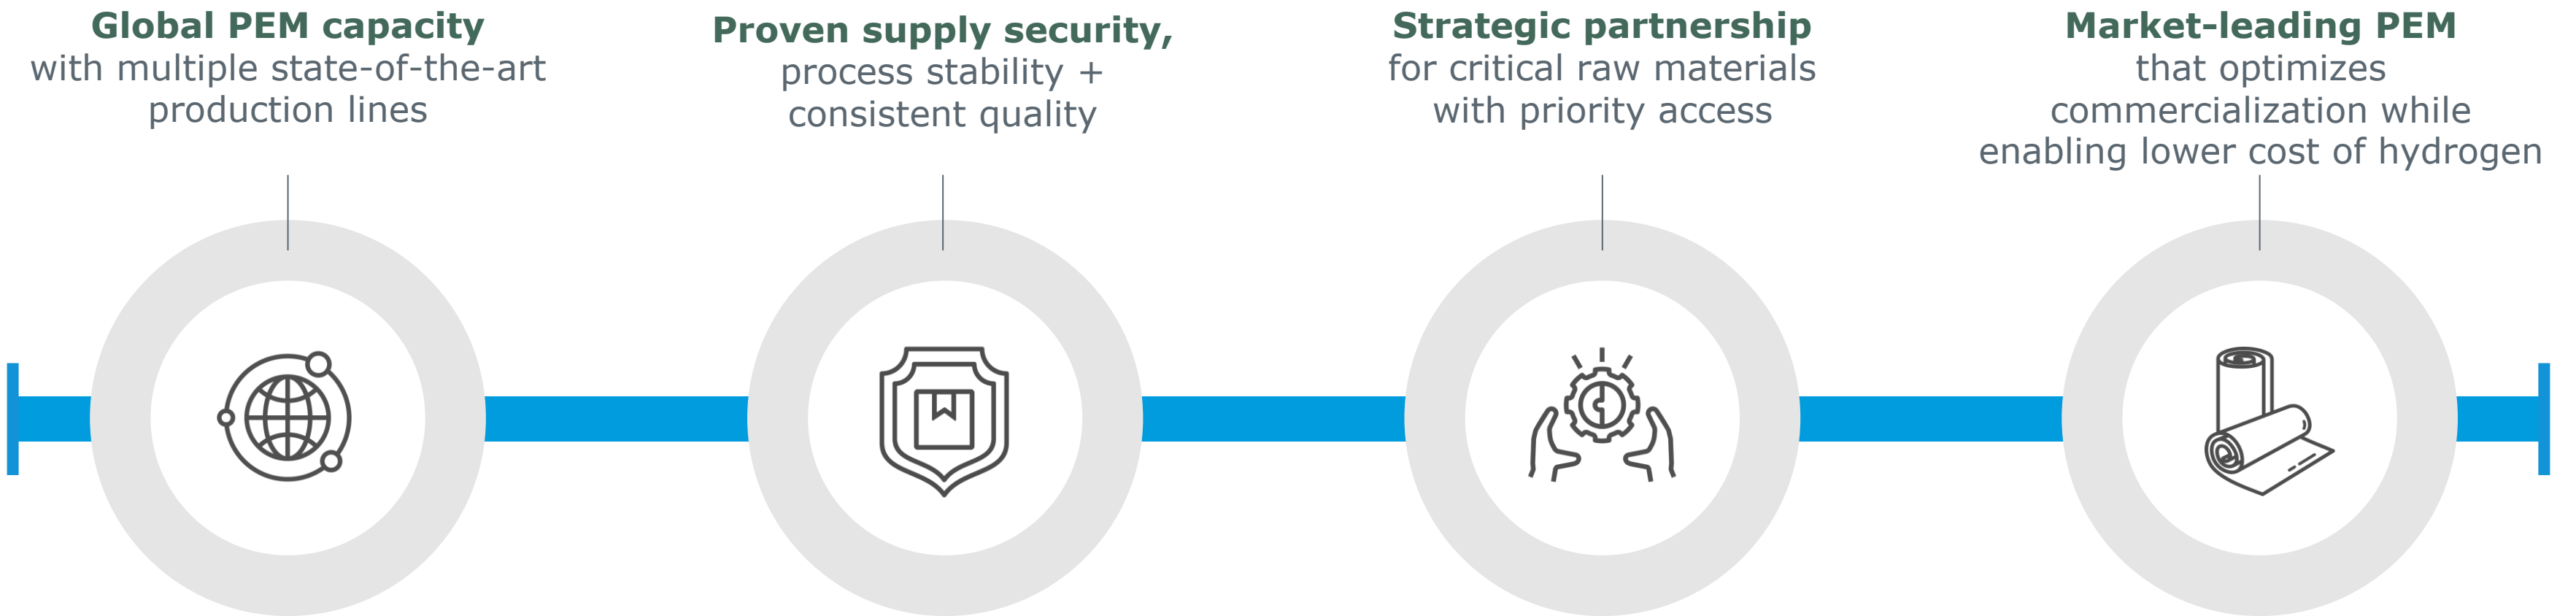 Global PEM capacity
with multiple state-of-the-art
production lines
Proven supply security,
process stability +
consistent quality
Strategic partnership
for critical raw materials
with priority access
Market-leading PEM
that optimizes
commercialization while
enabling lower cost of hydrogen